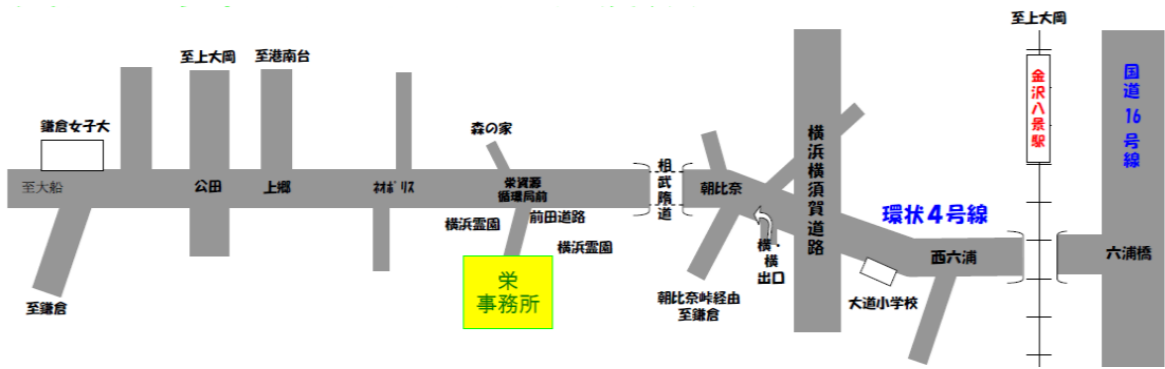 至上大岡
至上大岡
至港南台
鎌倉女子大
森の家
至大船
公田
上郷
ネオポリス
栄資源
循環局前
相武隋道
朝比奈
横浜横須賀道路
金沢八景駅
国道16号線
環状4号線
横浜霊園
前田道路
横浜霊園
栄
事務所
横・横
出口
西六浦
六浦橋
大道小学校
朝比奈峠経由
至鎌倉
至鎌倉